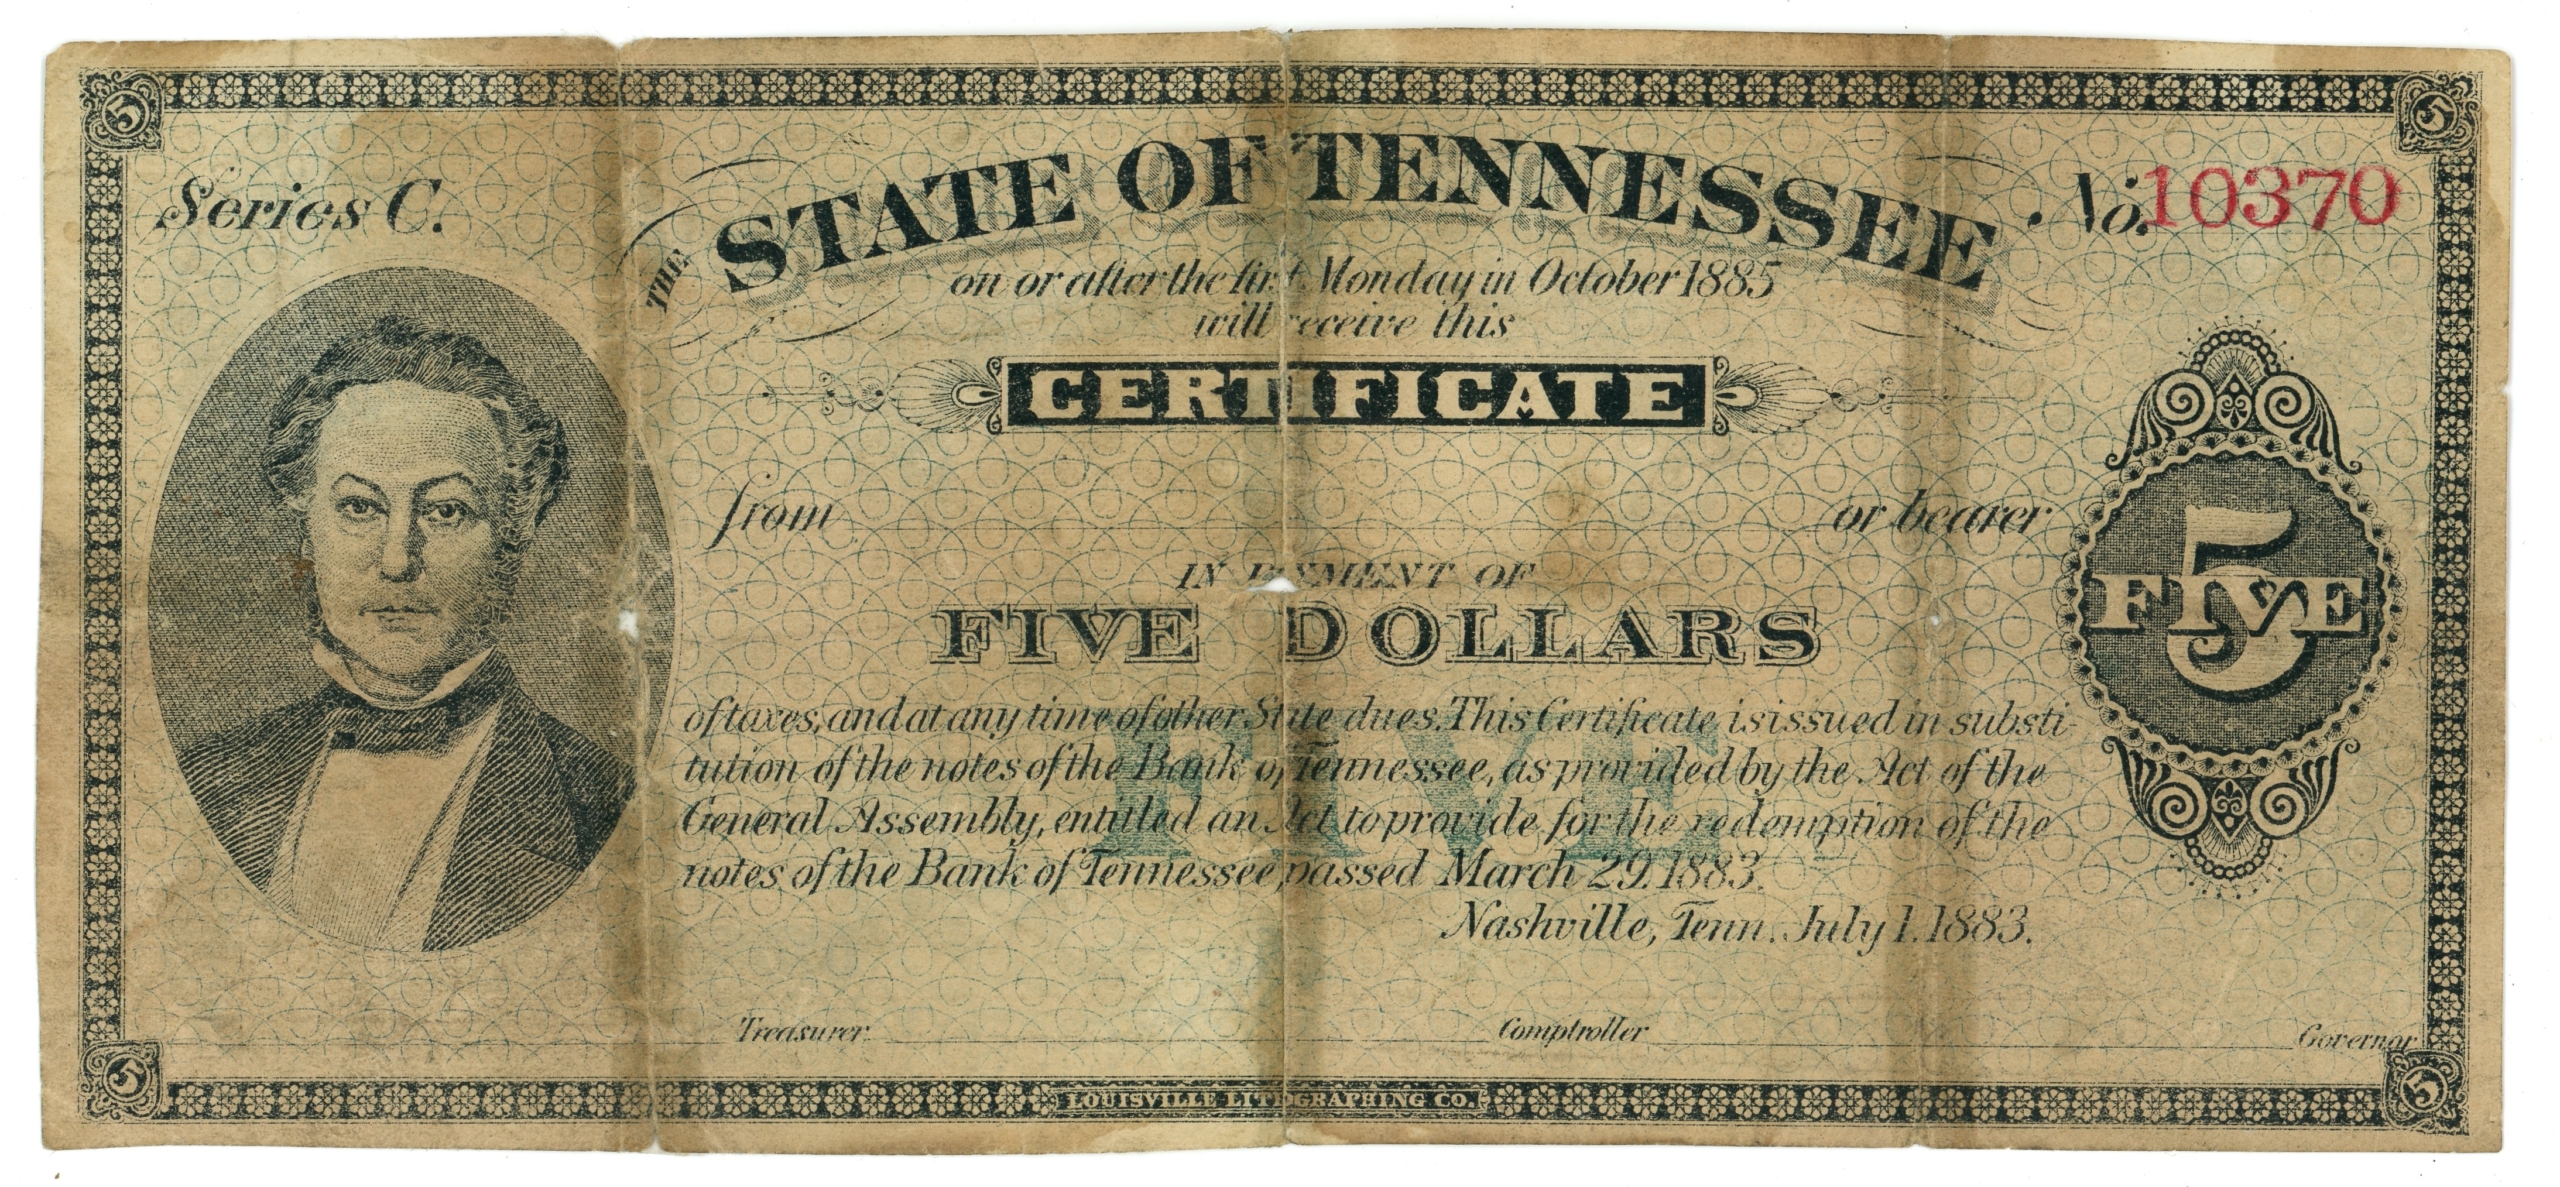 5 5
Series C.
THE STATE OF TENNESSEE
No. 10370
on or after the first Monday in October 1885
will receive this
CERTIFICATE
from or bearer
IN PAYMENT OF
FIVE DOLLARS
5
FIVE
of taxes, and at any time of other State dues. This Certificate is issued in substi-
tution of the notes of the Bank of Tennessee, as provided by the Act of the
General Assembly, entitled an Act to provide for the redemption of the
notes of the Bank of Tennessee, passed March 29. 1883.
FIVE
Nashville, Tenn. July 1. 1883.
Treasurer Comptroller Governor
5 5
LOUISVILLE LITHOGRAPHING CO.